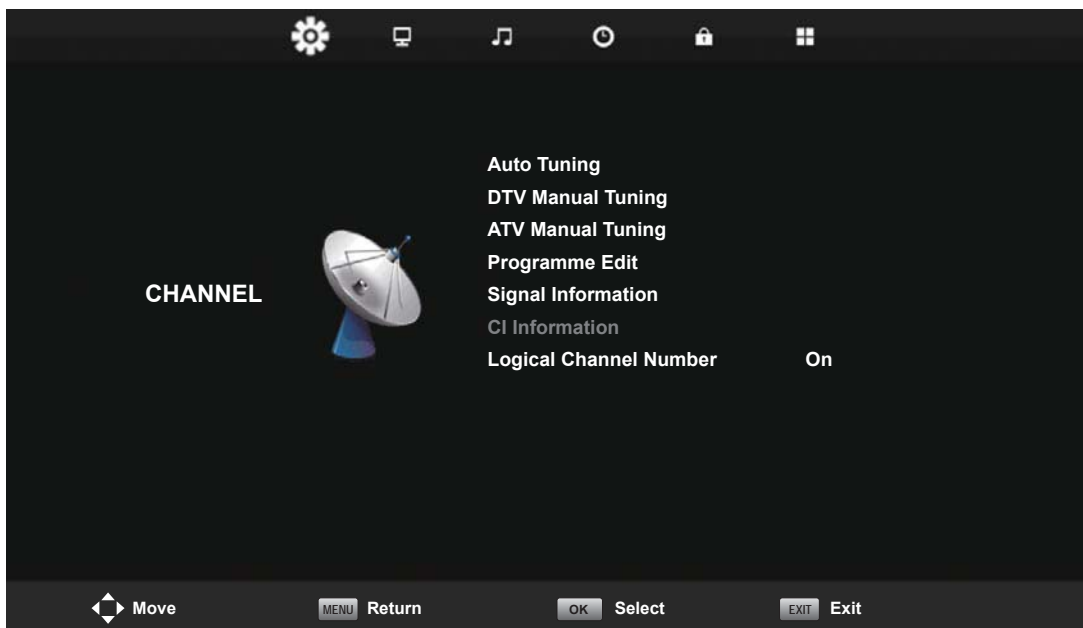 Auto Tuning
DTV Manual Tuning
ATV Manual Tuning
Programme Edit
CHANNEL
Signal Information
CI Information
Logical Channel Number On
Move MENU Return OK Select EXIT Exit